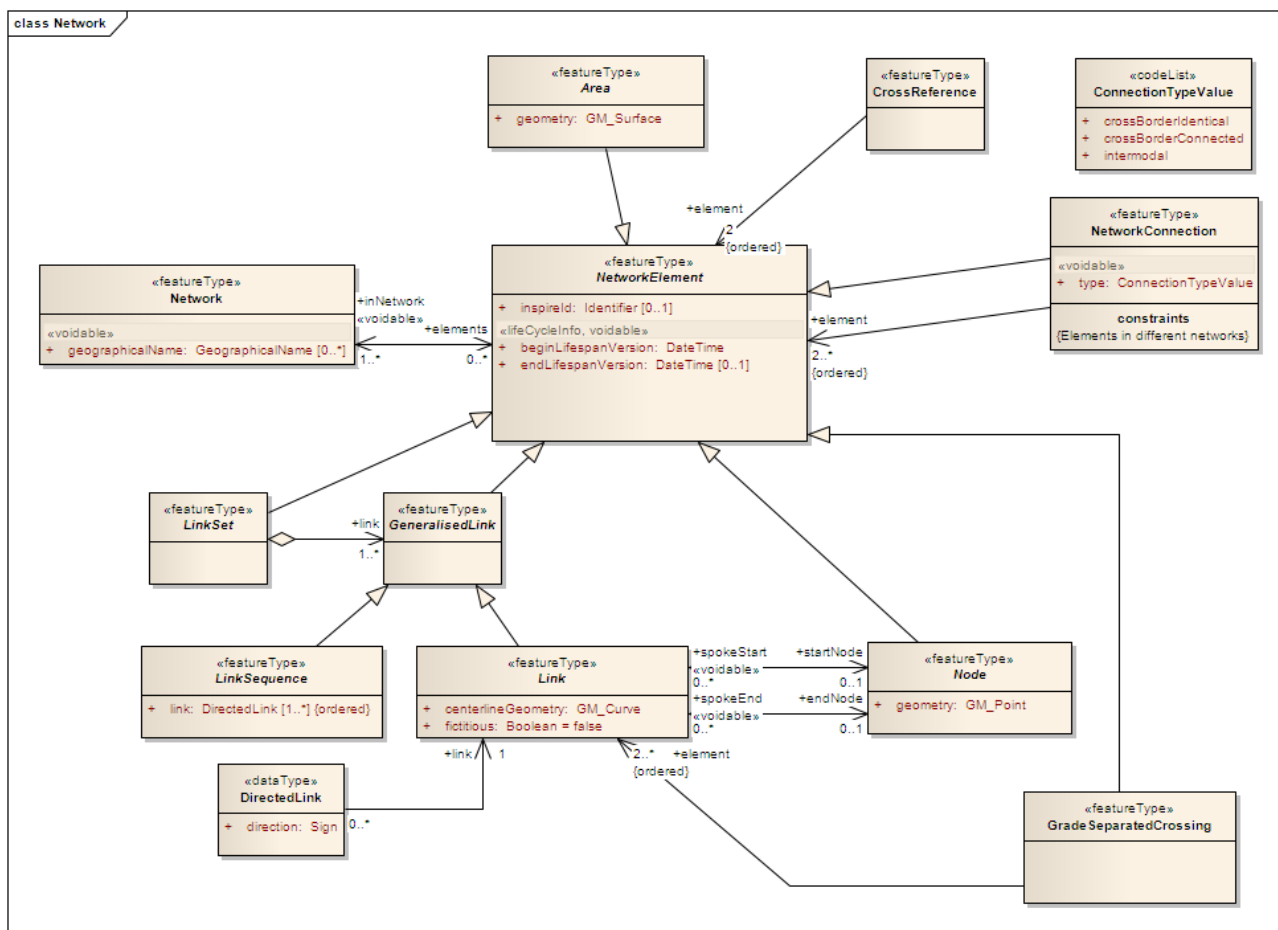 class Network
«featureType»
Area
+ geometry: GM_Surface
«featureType»
CrossReference
«codeList»
ConnectionTypeValue
+ crossBorderIdentical
+ crossBorderConnected
+ intermodal
+element
2
{ordered}
«featureType»
NetworkConnection
«voidable»
+ type: ConnectionTypeValue
constraints
{Elements in different networks}
«featureType»
Network
«voidable»
+ geographicalName: GeographicalName [0..*]
+inNetwork
«voidable»
+elements
1..*
0..*
«featureType»
NetworkElement
+ inspireId: Identifier [0..1]
«lifeCycleInfo, voidable»
+ beginLifespanVersion: DateTime
+ endLifespanVersion: DateTime [0..1]
+element
2..*
{ordered}
«featureType»
LinkSet
+link
1..*
«featureType»
GeneralisedLink
«featureType»
LinkSequence
+ link: DirectedLink [1..*] {ordered}
«featureType»
Link
+ centerlineGeometry: GM_Curve
+ fictitious: Boolean = false
+spokeStart
«voidable»
0..*
+startNode
0..1
+spokeEnd
«voidable»
0..*
+endNode
0..1
«featureType»
Node
+ geometry: GM_Point
+link
1
2..*
+element
{ordered}
«dataType»
DirectedLink
+ direction: Sign
0..*
«featureType»
GradeSeparatedCrossing